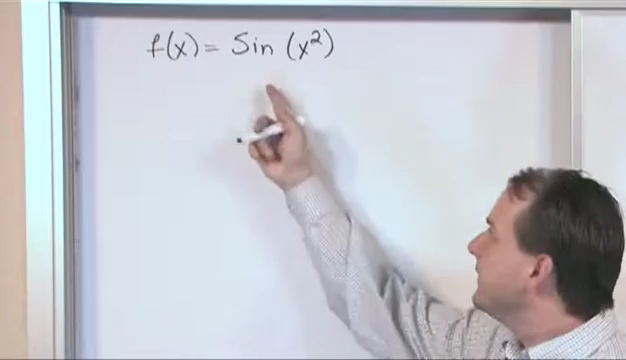 f(x) = Sin (x²)